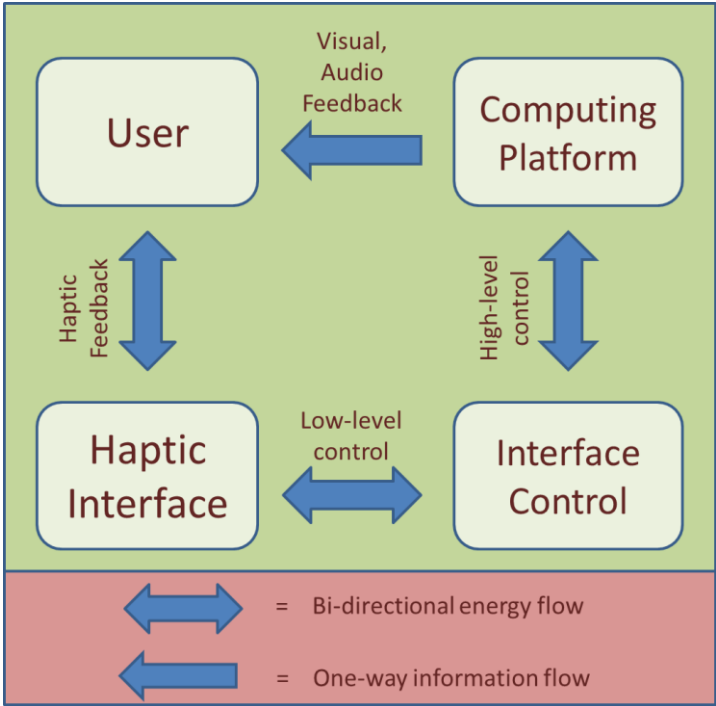 Visual,
Audio
Feedback
User
Computing
Platform
Haptic
Feedback
High-level
control
Low-level
control
Haptic
Interface
Interface
Control
= Bi-directional energy flow
= One-way information flow